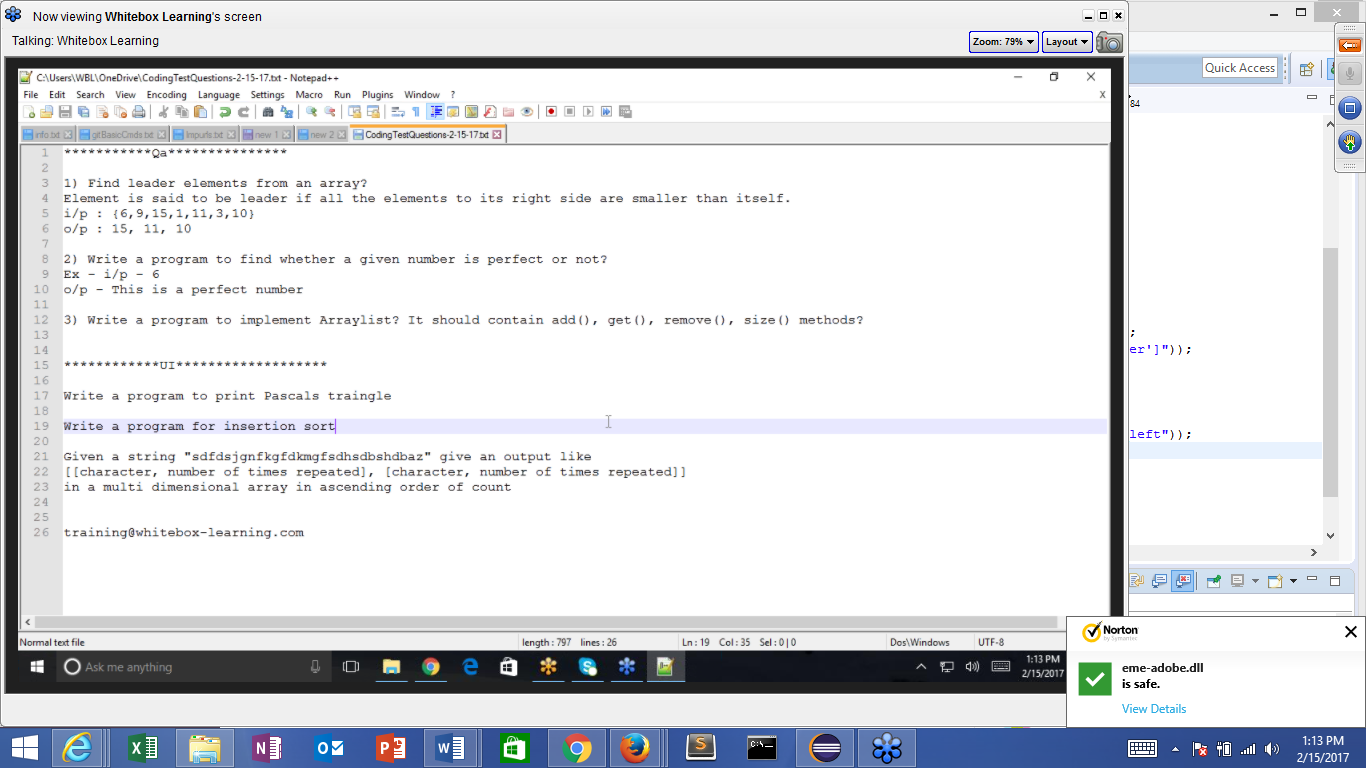 Now viewing Whitebox Learning's screen
Talking: Whitebox Learning
Zoom: 79%
Layout
C:\Users\WBL\OneDrive\CodingTestQuestions-2-15-17.txt - Notepad++
File Edit Search View Encoding Language Settings Macro Run Plugins Window ?
X
info.txt
gitBasicCmds.txt
Impurls.txt
new 1
new 2
CodingTestQuestions-2-15-17.txt
1 ***********Qa***************
2
3 1) Find leader elements from an array?
4 Element is said to be leader if all the elements to its right side are smaller than itself.
5 i/p : {6,9,15,1,11,3,10}
6 o/p : 15, 11, 10
7
8 2) Write a program to find whether a given number is perfect or not?
9 Ex - i/p - 6
10 o/p - This is a perfect number
11
12 3) Write a program to implement Arraylist? It should contain add(), get(), remove(), size() methods?
13
14
15 ************UI*******************
16
17 Write a program to print Pascals traingle
18
19 Write a program for insertion sort
20
21 Given a string "sdfdsjgnfkgfdkmgfsdhsdbshdbaz" give an output like
22 [[character, number of times repeated], [character, number of times repeated]]
23 in a multi dimensional array in ascending order of count
24
25
26 training@whitebox-learning.com
Normal text file
length : 797 lines : 26
Ln : 19 Col : 35 Sel : 0 | 0
Dos\Windows
UTF-8
Ask me anything
1:13 PM
2/15/2017
Quick Access
84
;
er']"));
left"));
Norton
by Symantec
eme-adobe.dll
is safe.
View Details
1:13 PM
2/15/2017